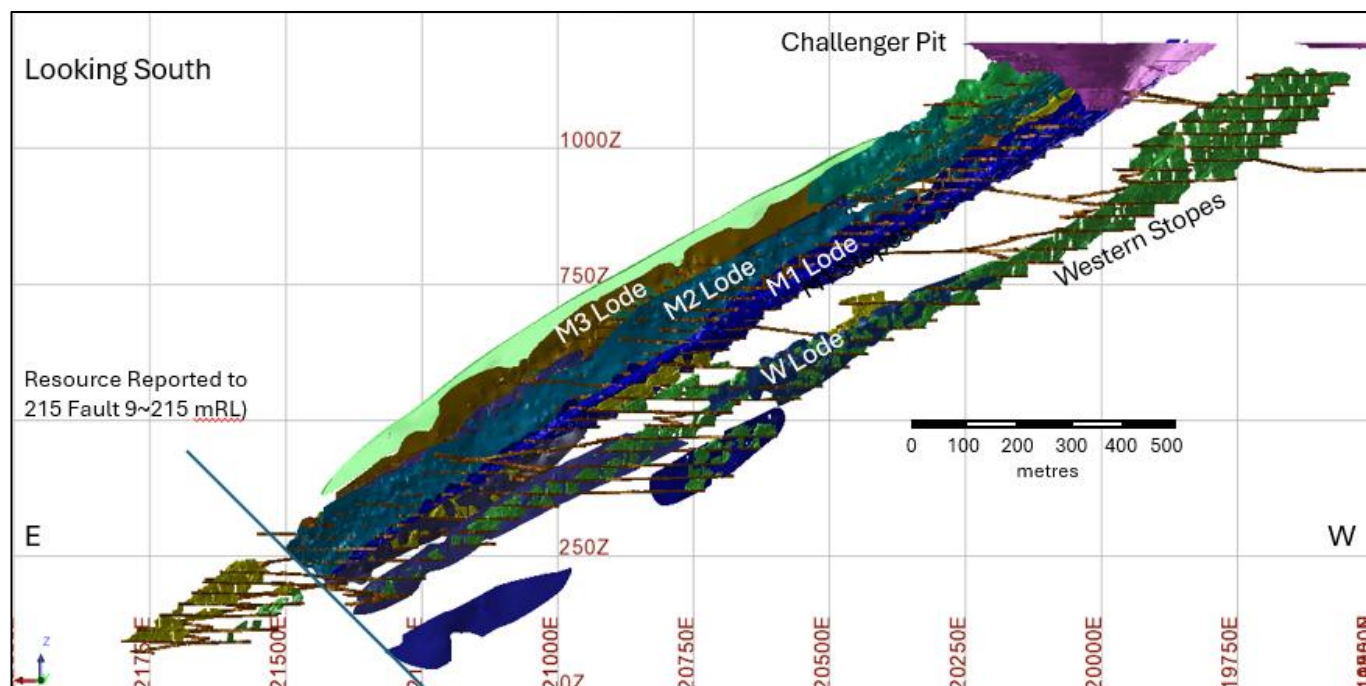 Challenger Pit
Looking South
1000Z
Western Stopes
M1 Lode
M2 Lode
750Z
M3 Lode
W Lode
Resource Reported to
215 Fault 9~215 mRL)
0 100 200 300 400 500
metres
E
W
250Z
21500E
21000E
20750E
20500E
20250E
20000E
19750E
0Z
z